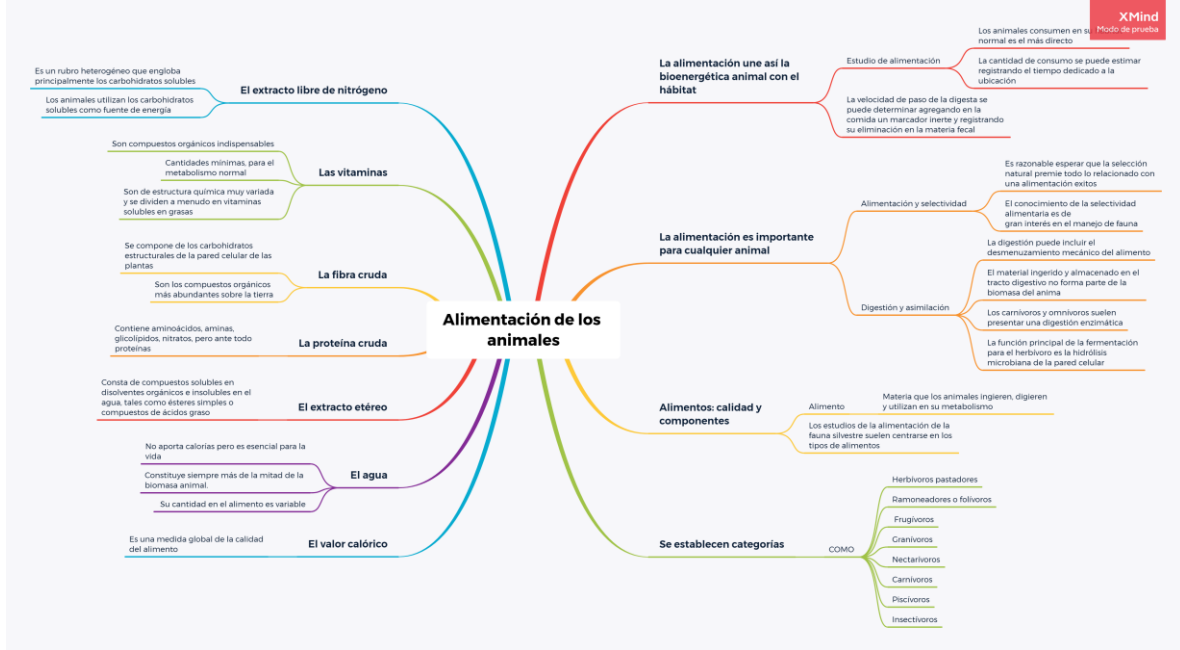 XMind
Modo de prueba
Alimentación de los
animales
La alimentación une así la
bioenergética animal con el
hábitat
Estudio de alimentación
Los animales consumen en su
normal es el más directo
La cantidad de consumo se puede estimar
registrando el tiempo dedicado a la
ubicación
La velocidad de paso de la digesta se
puede determinar agregando en la
comida un marcador inerte y registrando
su eliminación en la materia fecal
La alimentación es importante
para cualquier animal
Alimentación y selectividad
Es razonable esperar que la selección
natural premie todo lo relacionado con
una alimentación exitos
El conocimiento de la selectividad
alimentaria es de
gran interés en el manejo de fauna
Digestión y asimilación
La digestión puede incluir el
desmenuzamiento mecánico del alimento
El material ingerido y almacenado en el
tracto digestivo no forma parte de la
biomasa del anima
Los carnívoros y omnívoros suelen
presentar una digestión enzimática
La función principal de la fermentación
para el herbívoro es la hidrólisis
microbiana de la pared celular
Alimentos: calidad y
componentes
Alimento
Materia que los animales ingieren, digieren
y utilizan en su metabolismo
Los estudios de la alimentación de la
fauna silvestre suelen centrarse en los
tipos de alimentos
Se establecen categorías
COMO
Herbívoros pastadores
Ramoneadores o folívoros
Frugívoros
Granívoros
Nectarívoros
Carnívoros
Piscívoros
Insectívoros
El extracto libre de nitrógeno
Es un rubro heterogéneo que engloba
principalmente los carbohidratos solubles
Los animales utilizan los carbohidratos
solubles como fuente de energía
Las vitaminas
Son compuestos orgánicos indispensables
Cantidades mínimas, para el
metabolismo normal
Son de estructura química muy variada
y se dividen a menudo en vitaminas
solubles en grasas
La fibra cruda
Se compone de los carbohidratos
estructurales de la pared celular de las
plantas
Son los compuestos orgánicos
más abundantes sobre la tierra
La proteína cruda
Contiene aminoácidos, aminas,
glicolípidos, nitratos, pero ante todo
proteínas
El extracto etéreo
Consta de compuestos solubles en
disolventes orgánicos e insolubles en el
agua, tales como ésteres simples o
compuestos de ácidos graso
El agua
No aporta calorías pero es esencial para la
vida
Constituye siempre más de la mitad de la
biomasa animal.
Su cantidad en el alimento es variable
El valor calórico
Es una medida global de la calidad
del alimento